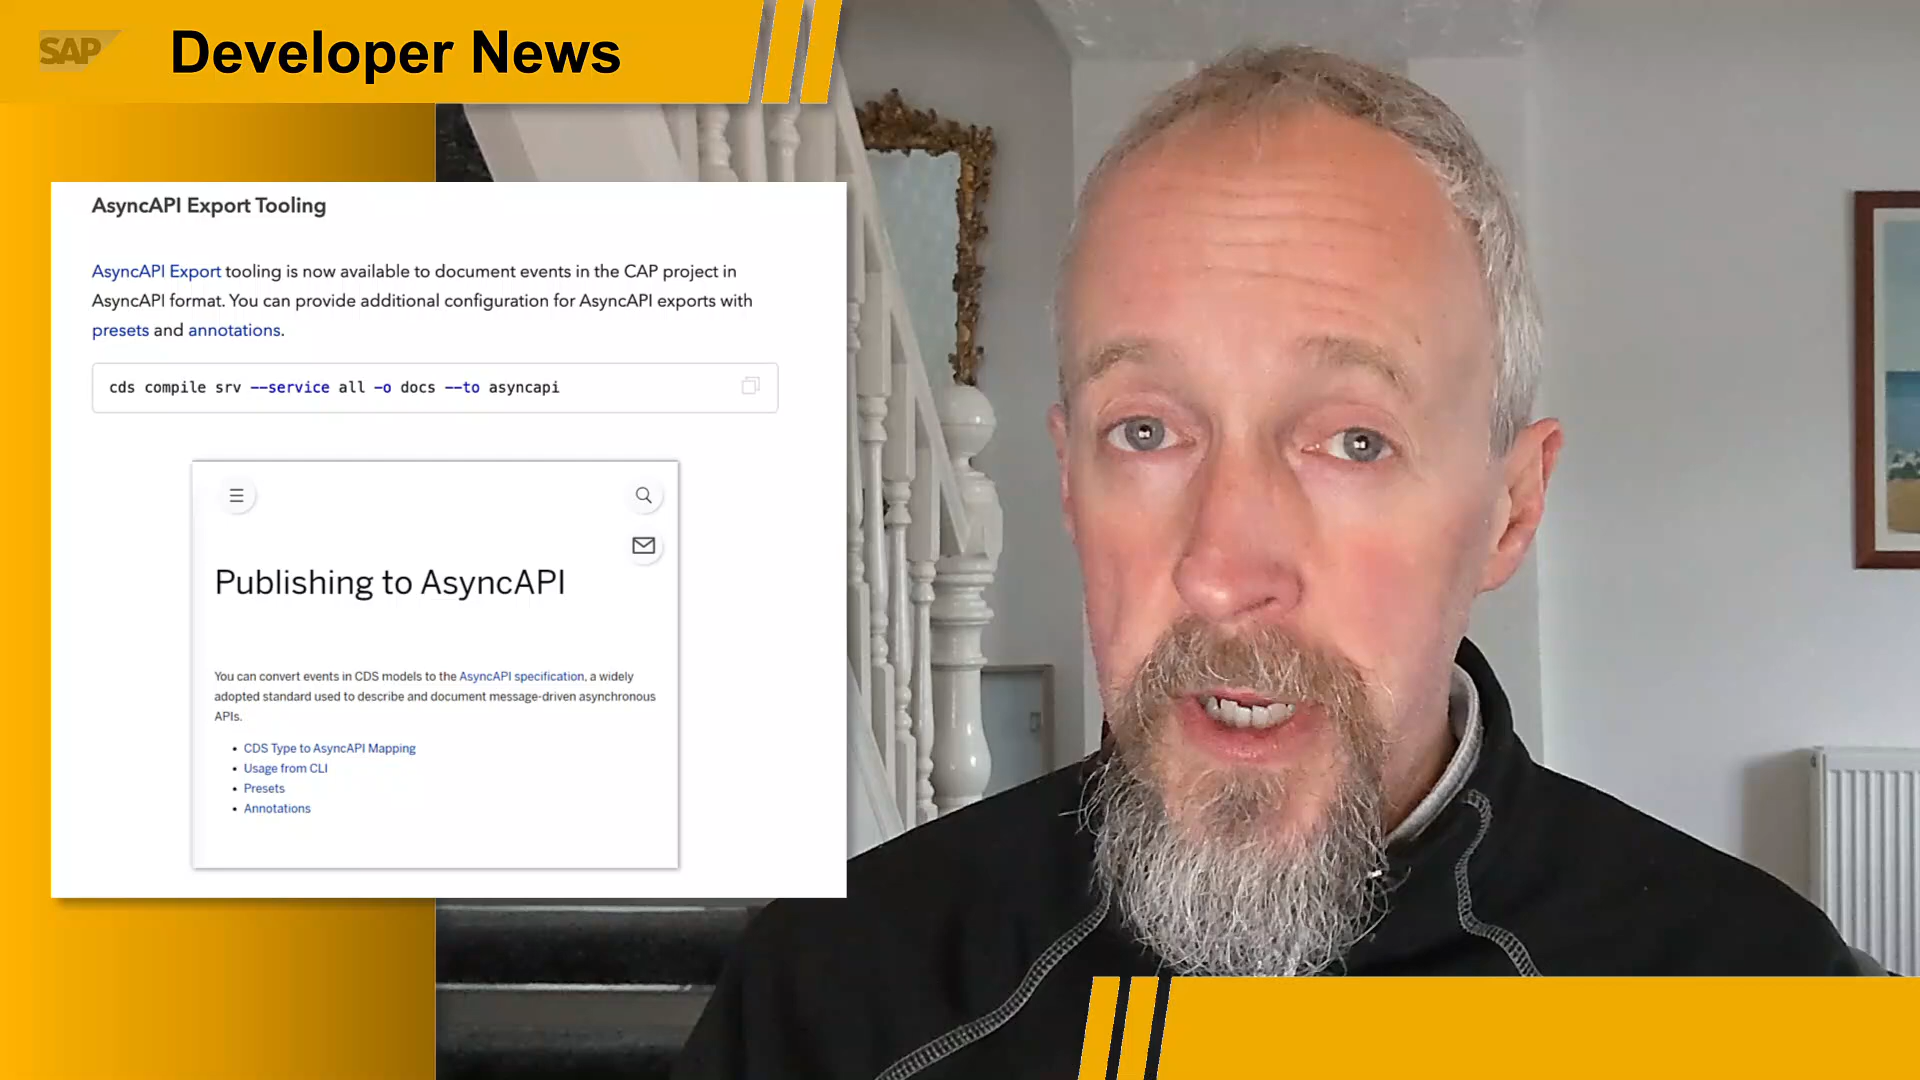 SAP
Developer News
AsyncAPI Export Tooling
AsyncAPI Export tooling is now available to document events in the CAP project in
AsyncAPI format. You can provide additional configuration for AsyncAPI exports with
presets and annotations.
cds compile srv --service all -o docs --to asyncapi
Publishing to AsyncAPI
You can convert events in CDS models to the AsyncAPI specification, a widely
adopted standard used to describe and document message-driven asynchronous
APIs.
• CDS Type to AsyncAPI Mapping
• Usage from CLI
• Presets
• Annotations